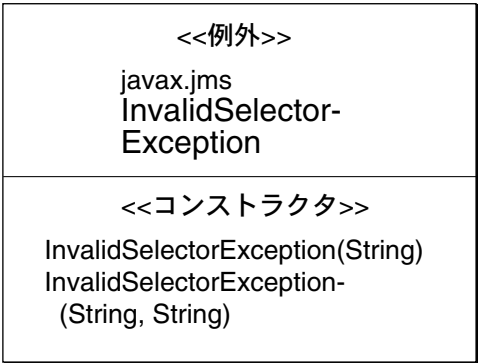 <<例外>>
javax.jms
InvalidSelector-
Exception
<<コンストラクタ>>
InvalidSelectorException(String)
InvalidSelectorException-
(String, String)